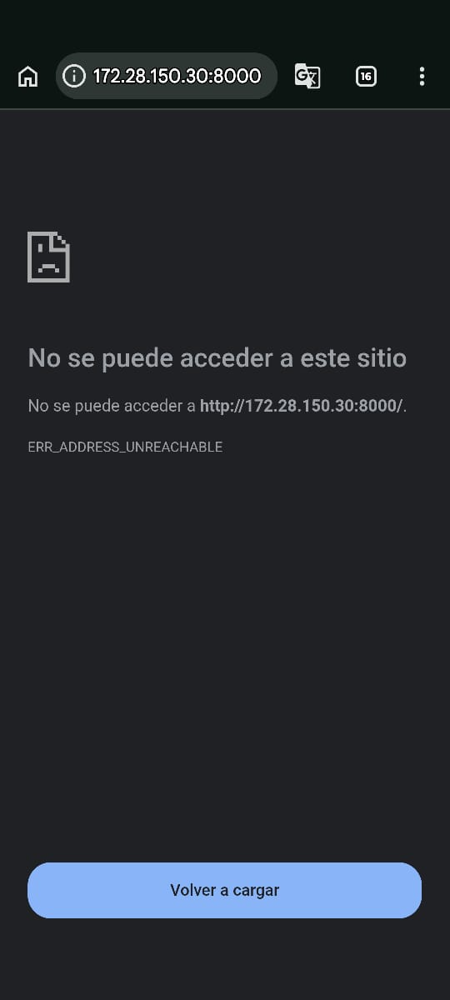 172.28.150.30:8000
16
No se puede acceder a este sitio
No se puede acceder a http://172.28.150.30:8000/.
ERR_ADDRESS_UNREACHABLE
Volver a cargar